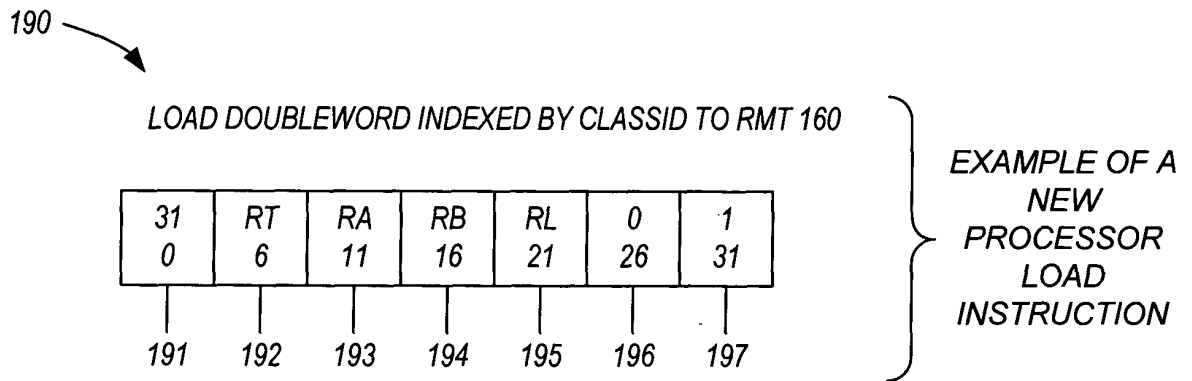 190
LOAD DOUBLEWORD INDEXED BY CLASSID TO RMT 160
31 RT RA RB RL 0 1
0 6 11 16 21 26 31
191 192 193 194 195 196 197
EXAMPLE OF A
NEW
PROCESSOR
LOAD
INSTRUCTION